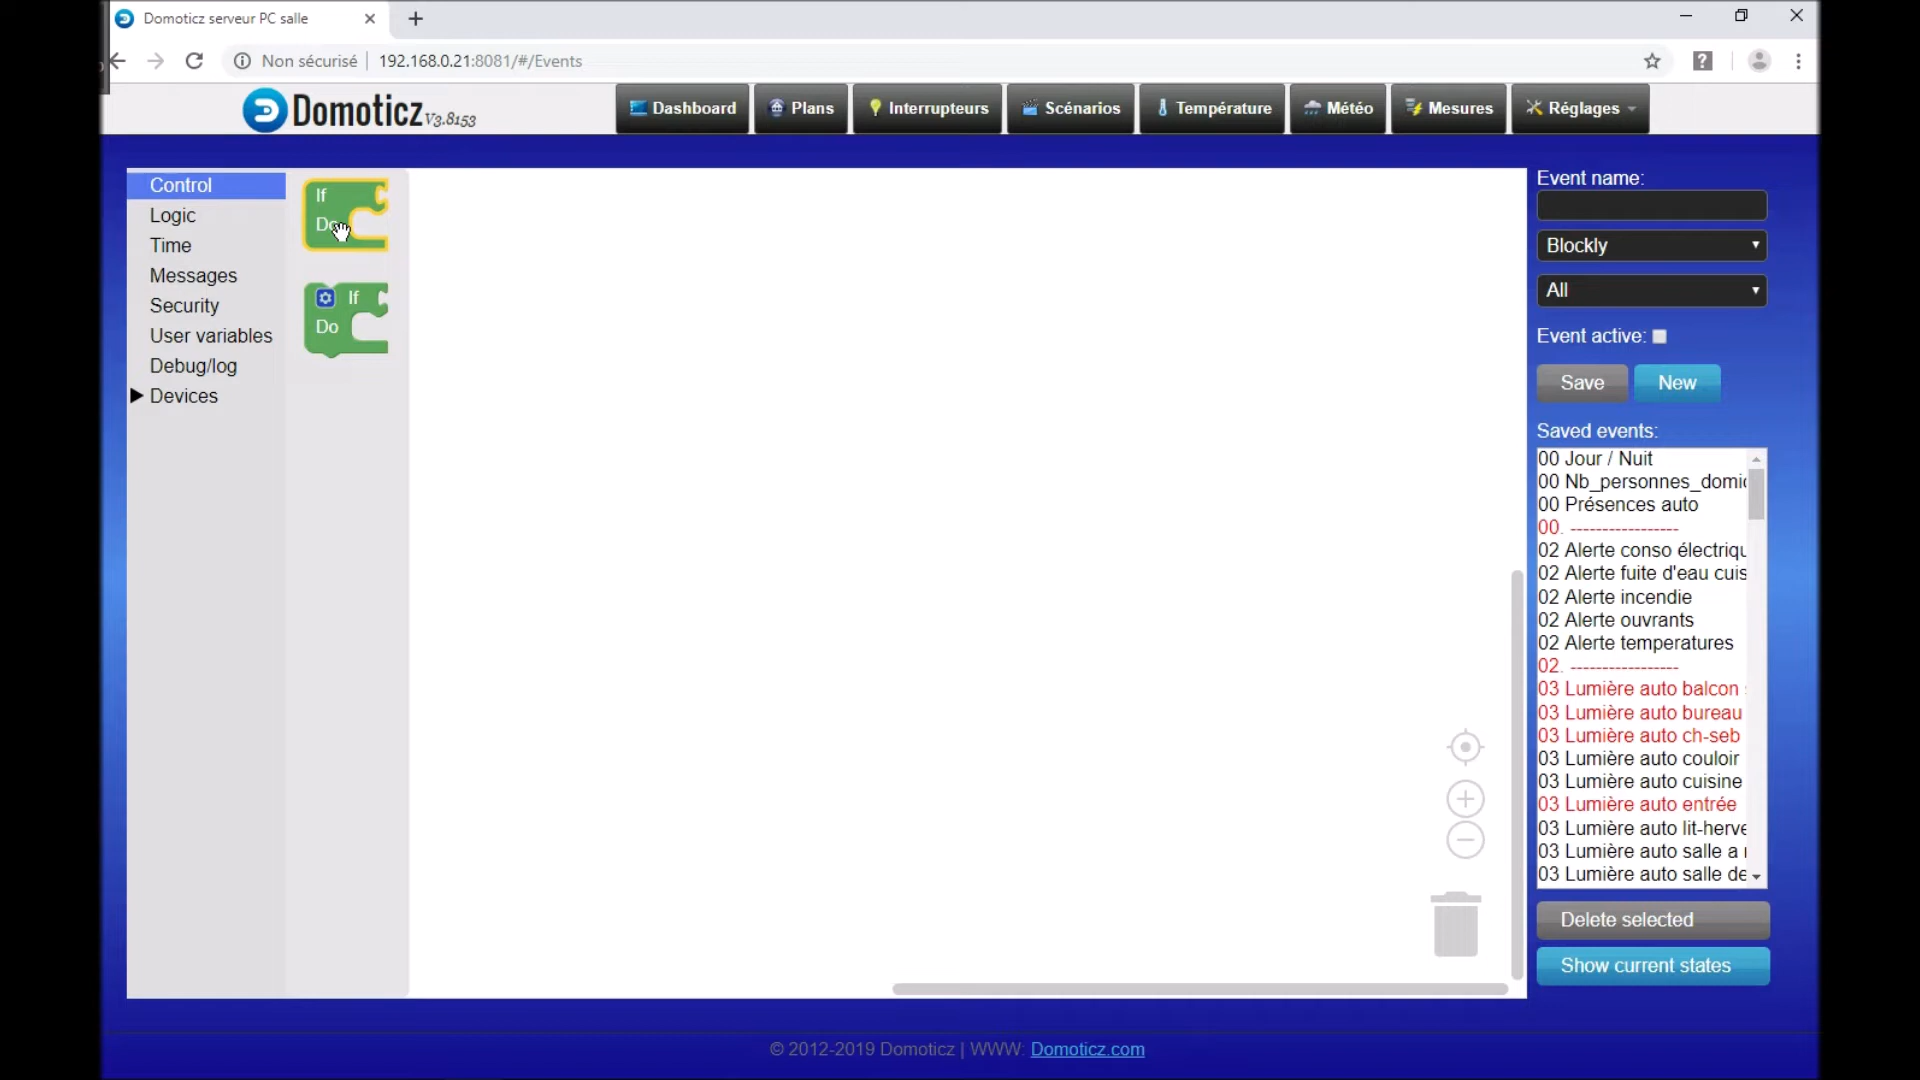 Domoticz serveur PC salle
Non sécurisé
192.168.0.21:8081/#/Events
Domoticz V3.8153
Dashboard
Plans
Interrupteurs
Scénarios
Température
Météo
Mesures
Réglages
Control
Logic
Time
Messages
Security
User variables
Debug/log
Devices
If
Do
If
Do
Event name:
Blockly
All
Event active:
Save
New
Saved events:
00 Jour / Nuit
00 Nb_personnes_domic
00 Présences auto
00. -----------------
02 Alerte conso électriqu
02 Alerte fuite d'eau cuis
02 Alerte incendie
02 Alerte ouvrants
02 Alerte temperatures
02. -----------------
03 Lumière auto balcon
03 Lumière auto bureau
03 Lumière auto ch-seb
03 Lumière auto couloir
03 Lumière auto cuisine
03 Lumière auto entrée
03 Lumière auto lit-herve
03 Lumière auto salle a
03 Lumière auto salle de
Delete selected
Show current states
© 2012-2019 Domoticz | WWW: Domoticz.com